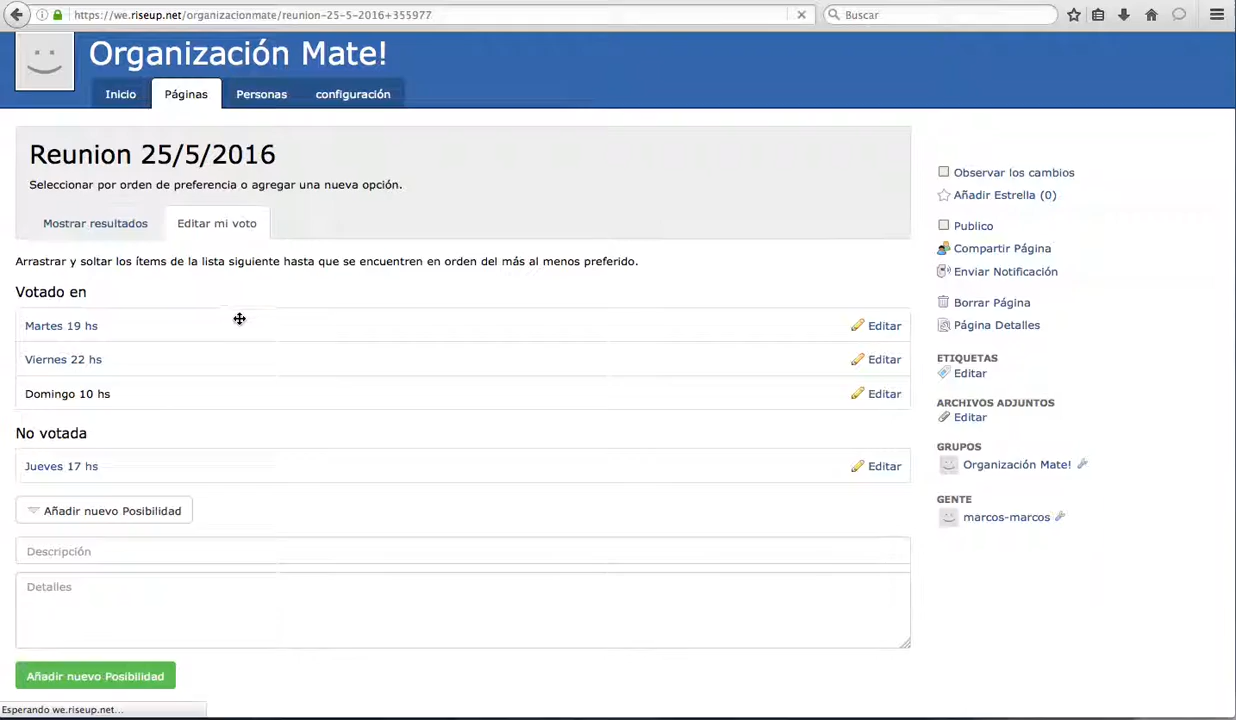 https://we.riseup.net/organizacionmate/reunion-25-5-2016+355977
Buscar
Organización Mate!
Inicio
Páginas
Personas
configuración
Reunion 25/5/2016
Seleccionar por orden de preferencia o agregar una nueva opción.
Mostrar resultados
Editar mi voto
Arrastrar y soltar los ítems de la lista siguiente hasta que se encuentren en orden del más al menos preferido.
Votado en
Martes 19 hs
Editar
Viernes 22 hs
Editar
Domingo 10 hs
Editar
No votada
Jueves 17 hs
Editar
Añadir nuevo Posibilidad
Descripción
Detalles
Añadir nuevo Posibilidad
Observar los cambios
Añadir Estrella (0)
Publico
Compartir Página
Enviar Notificación
Borrar Página
Página Detalles
ETIQUETAS
Editar
ARCHIVOS ADJUNTOS
Editar
GRUPOS
Organización Mate!
GENTE
marcos-marcos
Esperando we.riseup.net...